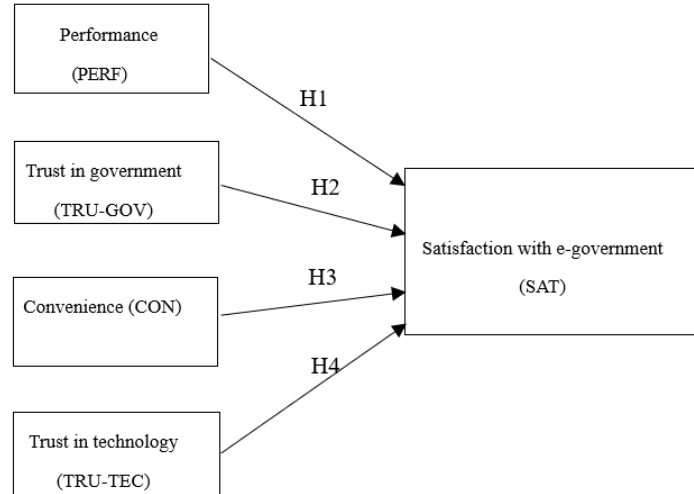 Performance
(PERF)
H1
Trust in government
(TRU-GOV)
H2
Satisfaction with e-government
(SAT)
Convenience (CON)
H3
H4
Trust in technology
(TRU-TEC)